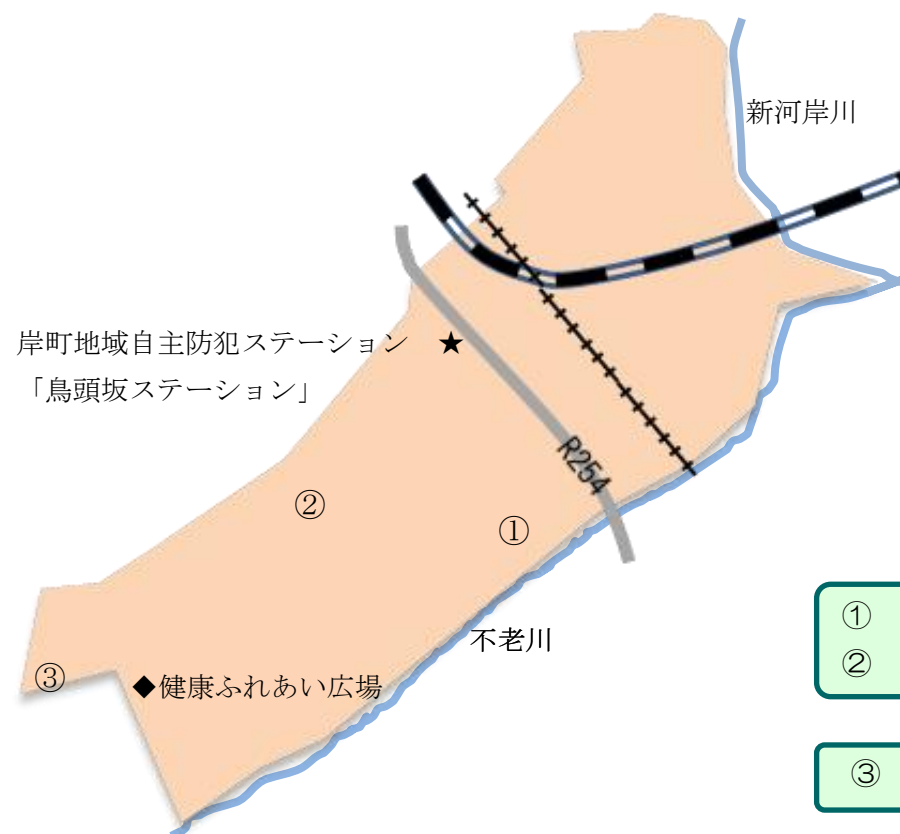 新河岸川
岸町地域自主防犯ステーション ★
「烏頭坂ステーション」
R254
②
①
不老川
③
◆健康ふれあい広場
①
②
③